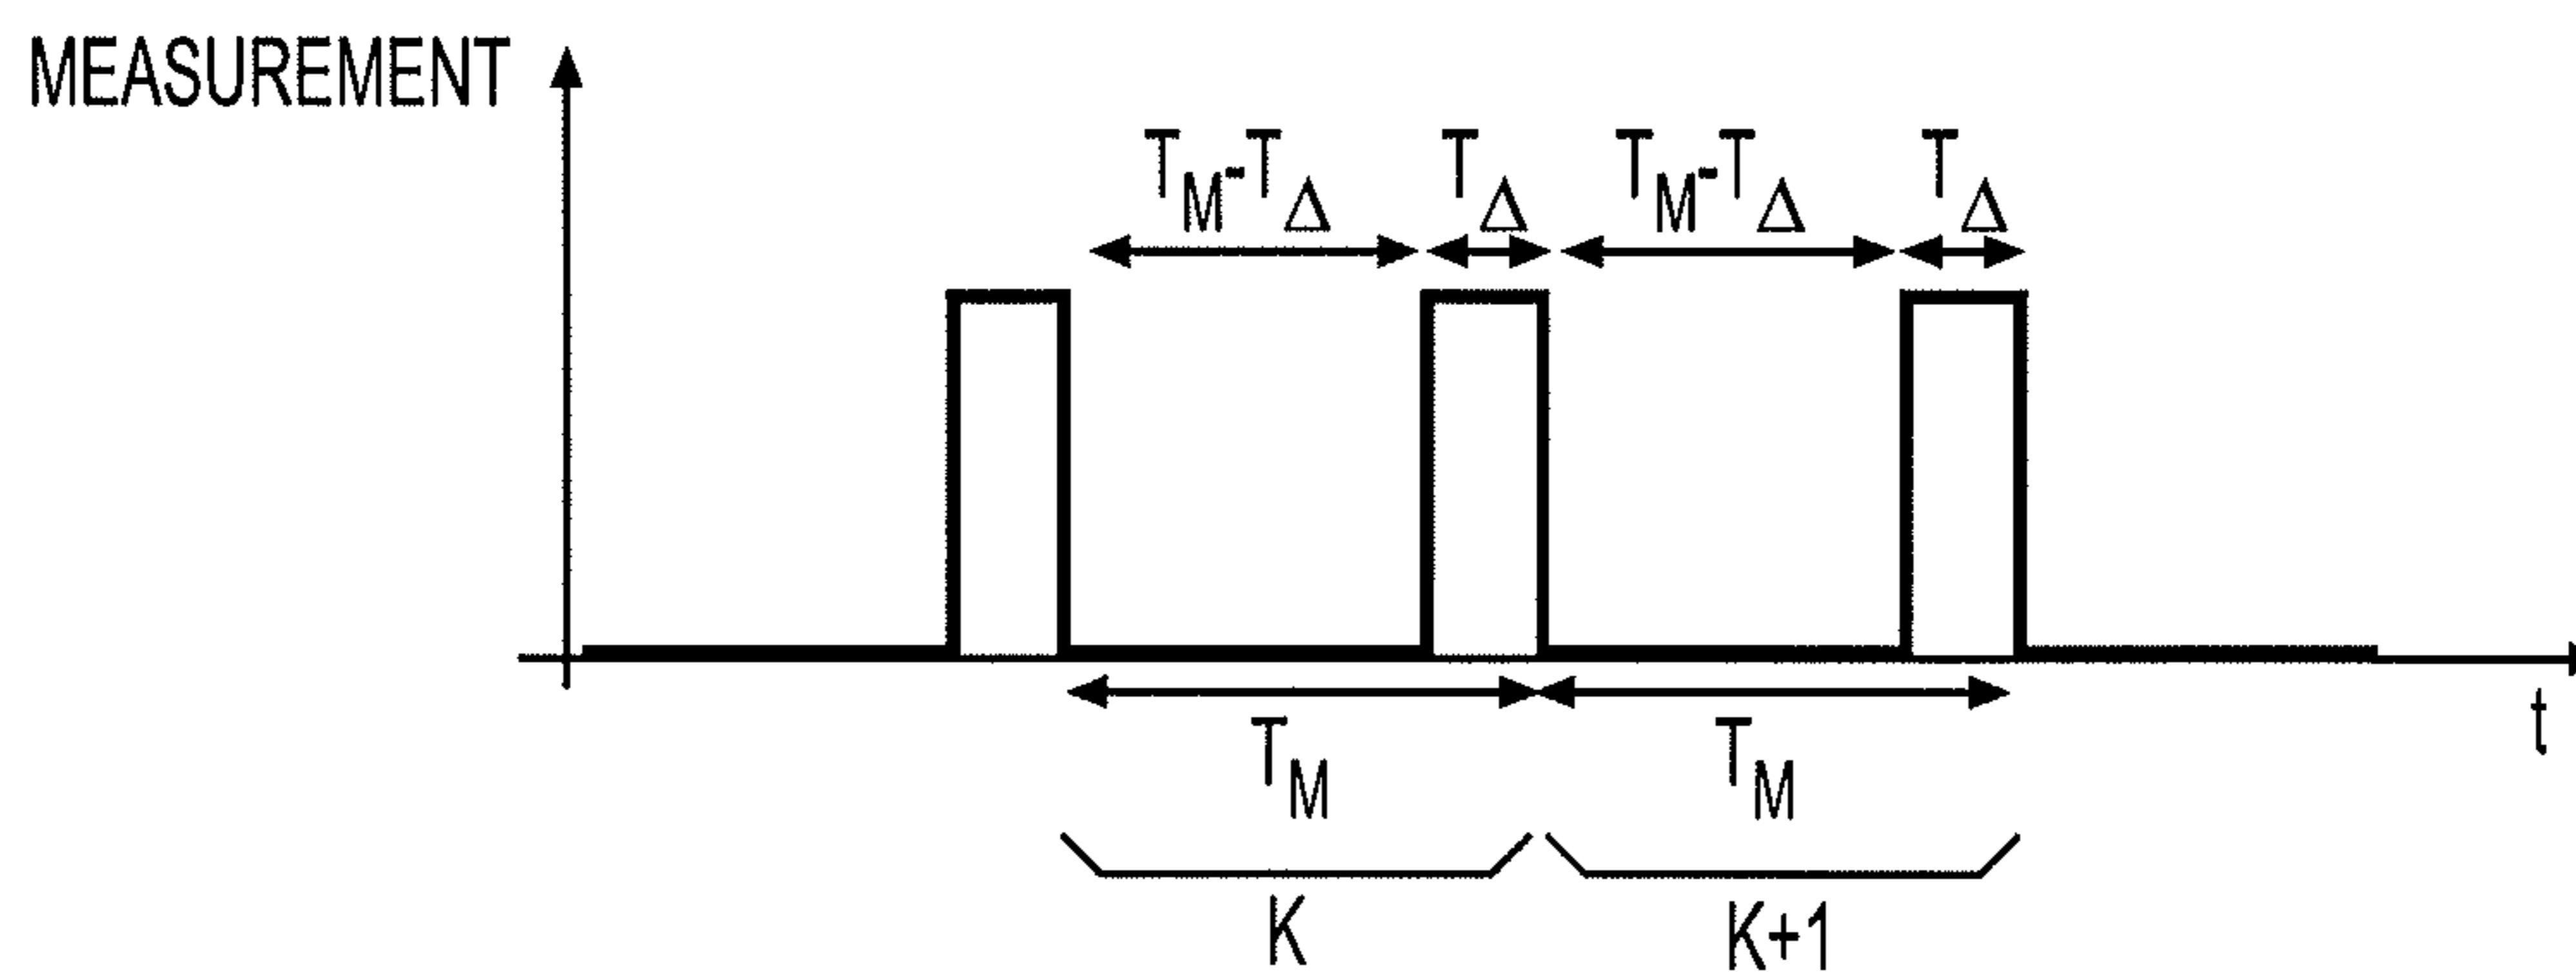 MEASUREMENT
TM-TΔ TΔ TM-TΔ TΔ
t
TM TM
K K+1